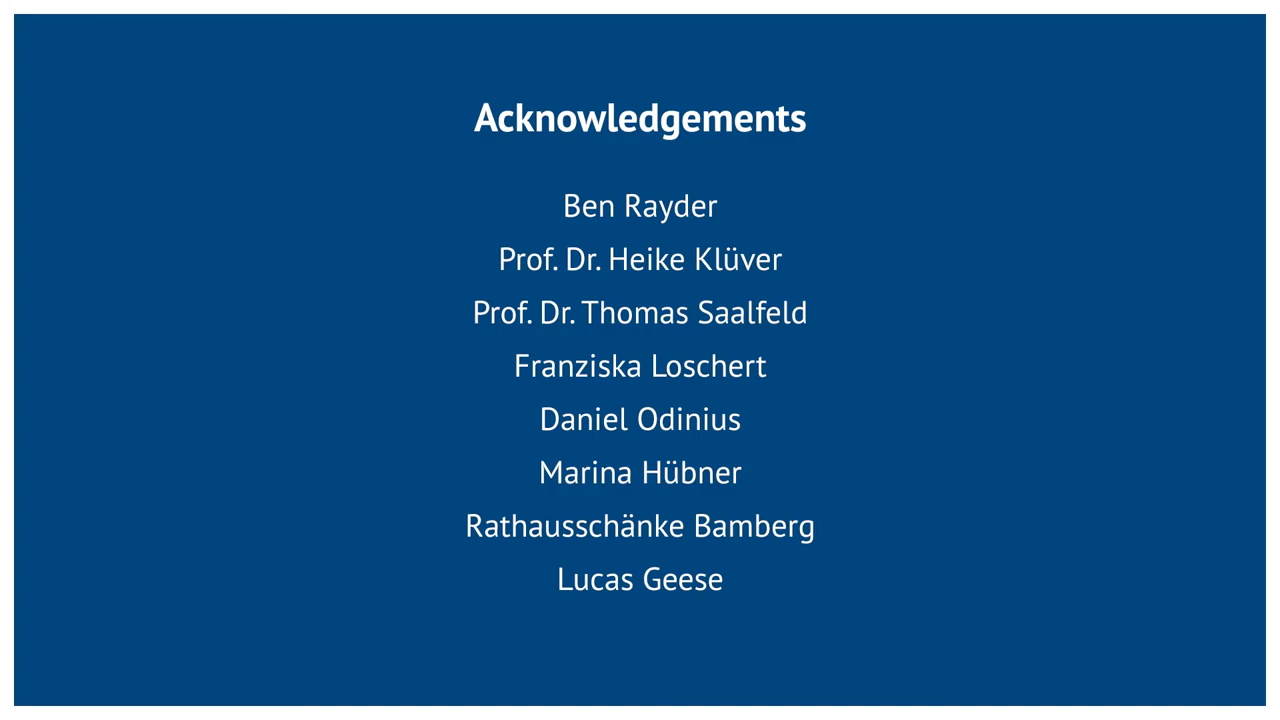 Acknowledgements
Ben Rayder
Prof. Dr. Heike Klüver
Prof. Dr. Thomas Saalfeld
Franziska Loschert
Daniel Odinius
Marina Hübner
Rathausschänke Bamberg
Lucas Geese